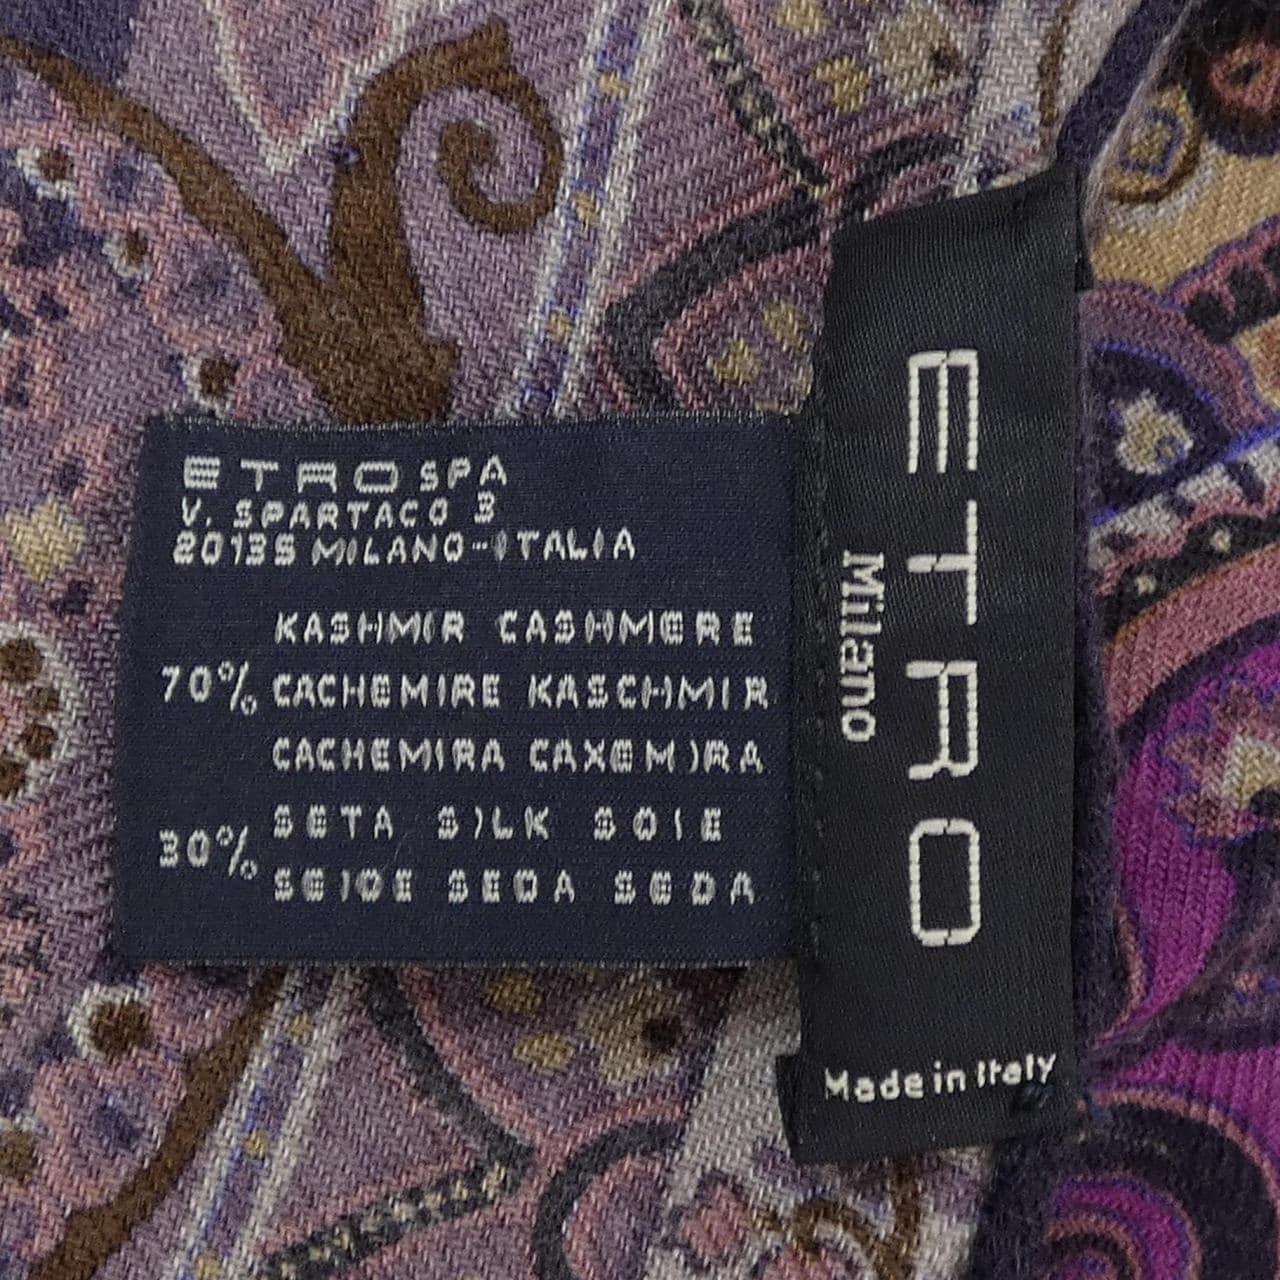 ETRO SPA
V. SPARTACO 3
20135 MILANO-ITALIA
KASHMIR CASHMERE
70% CACHEMIRE KASCHMIR
CACHEMIRA CAXEMIRA
30% SETA SILK SOIE
SEIDE SEDA SEDA
ETRO
Milano
Made in Italy